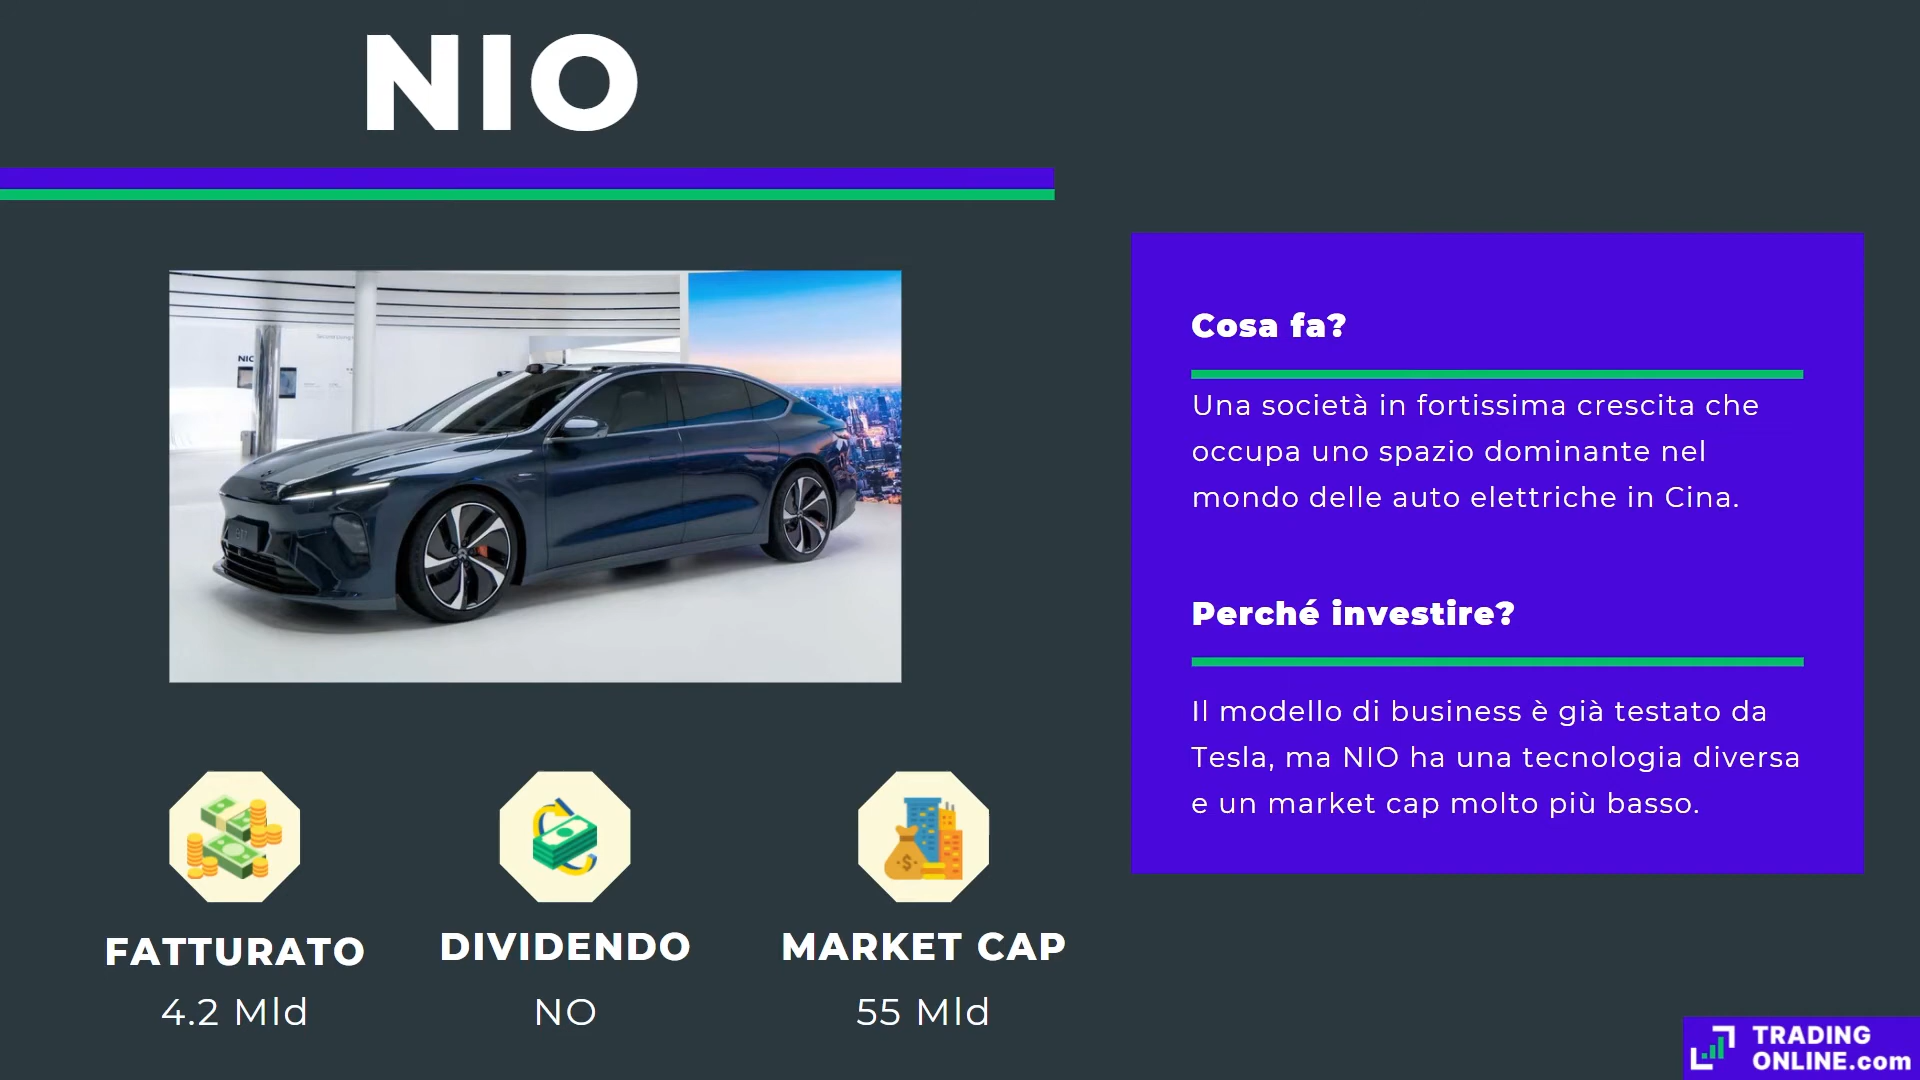 NIO
NIO
Cosa fa?
Una società in fortissima crescita che
occupa uno spazio dominante nel
mondo delle auto elettriche in Cina.
Perché investire?
Il modello di business è già testato da
Tesla, ma NIO ha una tecnologia diversa
e un market cap molto più basso.
FATTURATO
4.2 Mld
DIVIDENDO
NO
MARKET CAP
55 Mld
TRADING
ONLINE.com